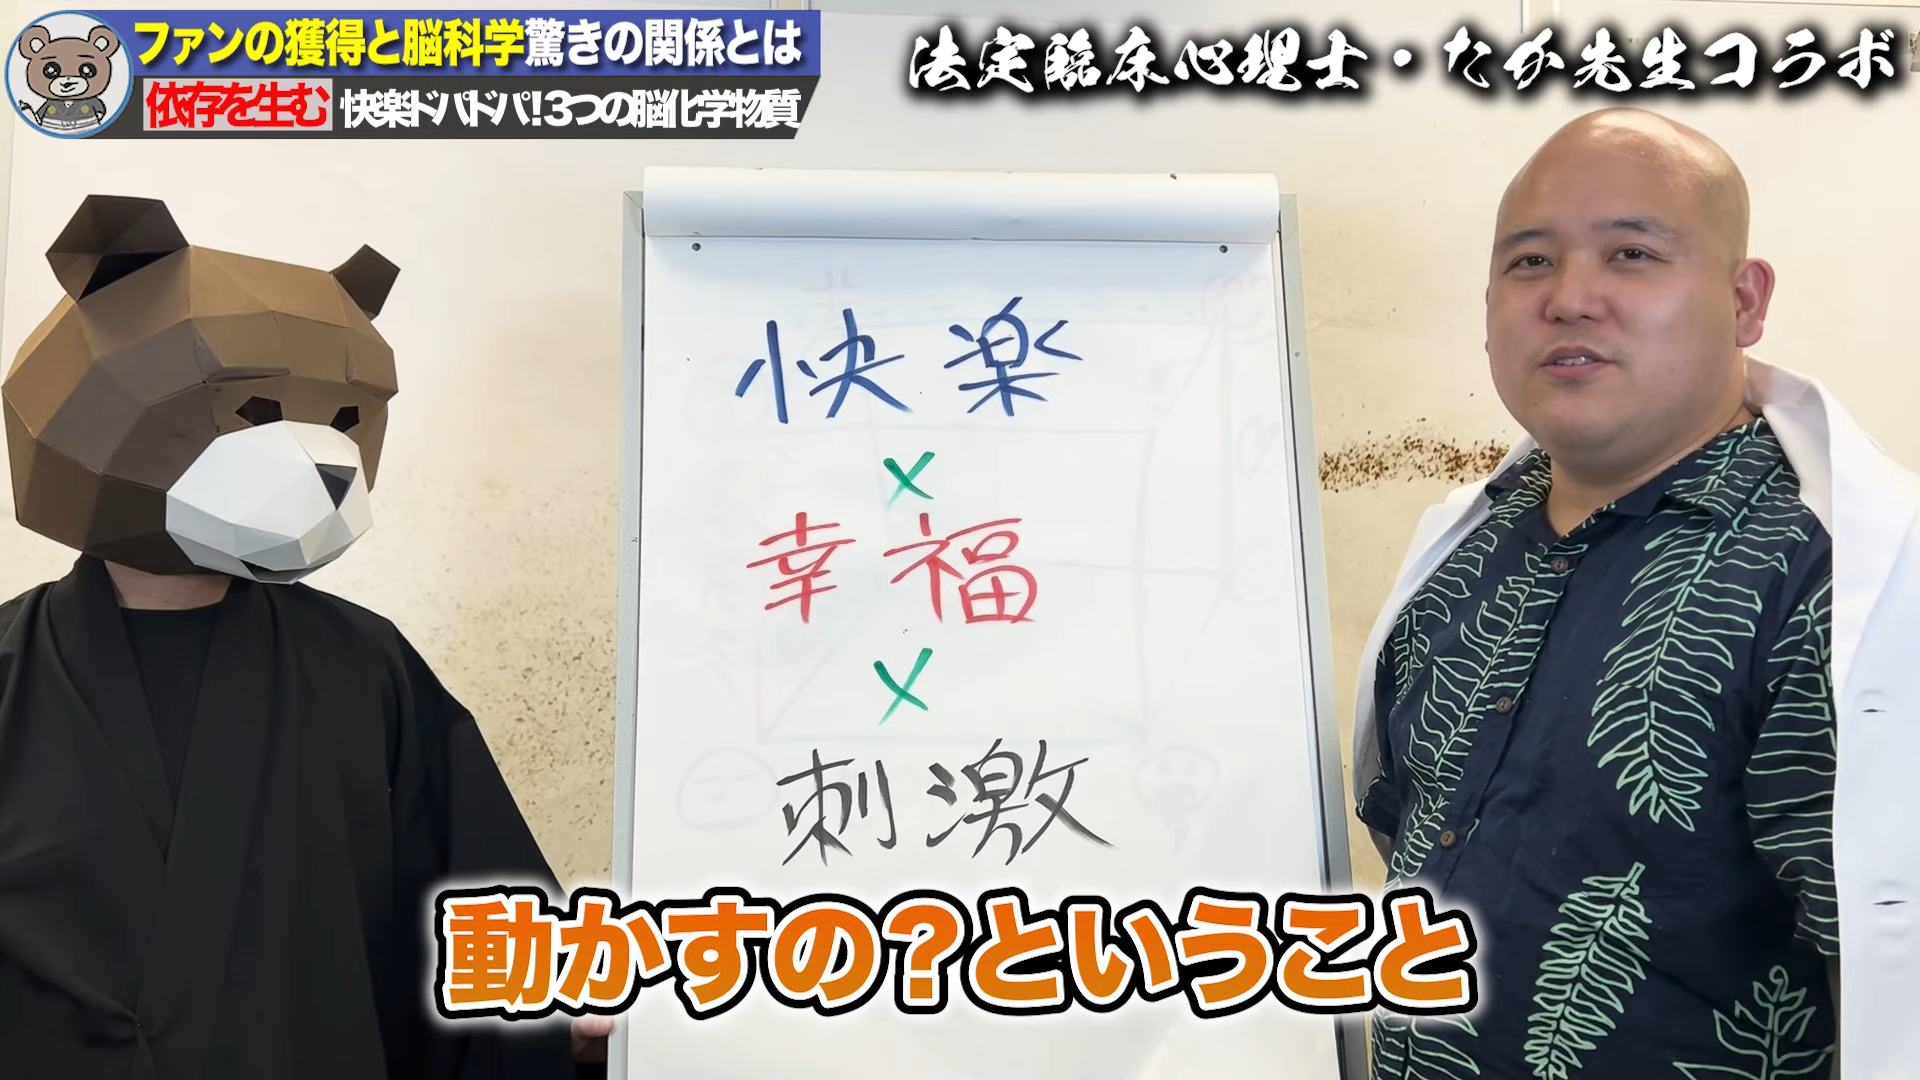 ファンの獲得と脳科学驚きの関係とは
依存を生む 快楽ドパドパ!3つの脳化学物質
法定臨床心理士・たか先生コラボ
快楽
×
幸福
×
刺激
動かすの?ということ